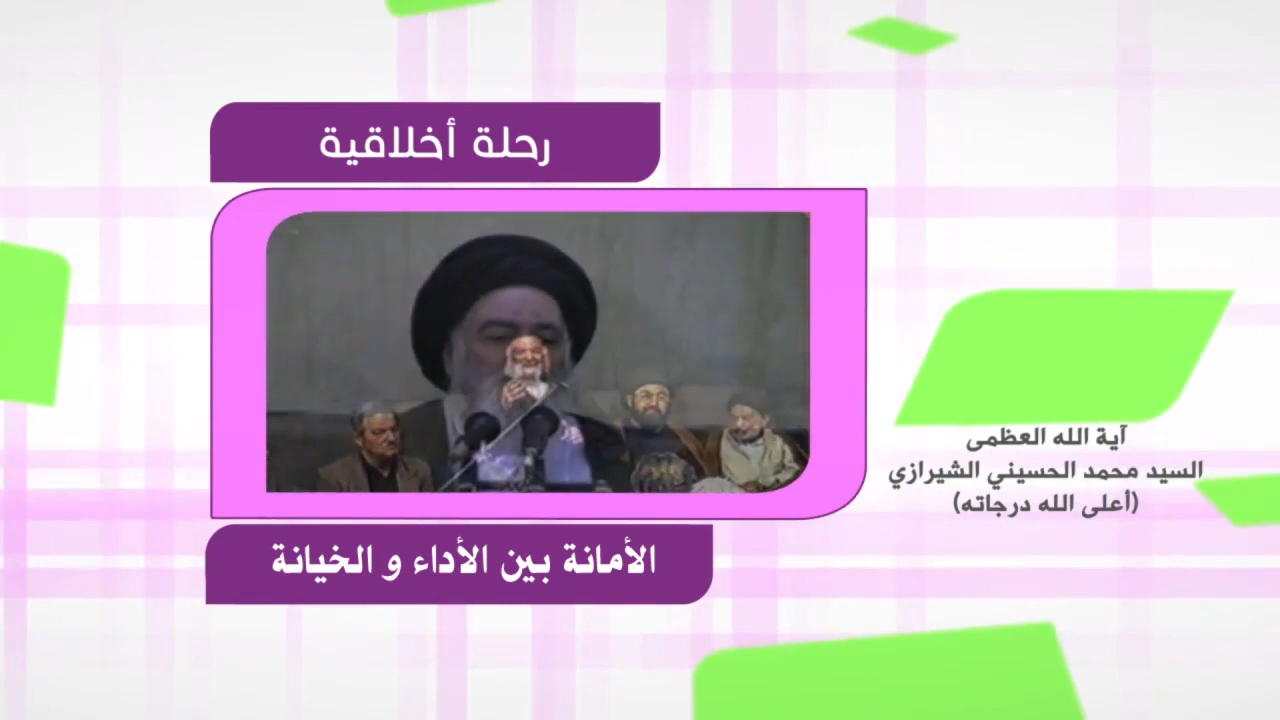 رحلة أخلاقية
آية الله العظمى
السيد محمد الحسيني الشيرازي
(أعلى الله درجاته)
الأمانة بين الأداء و الخيانة